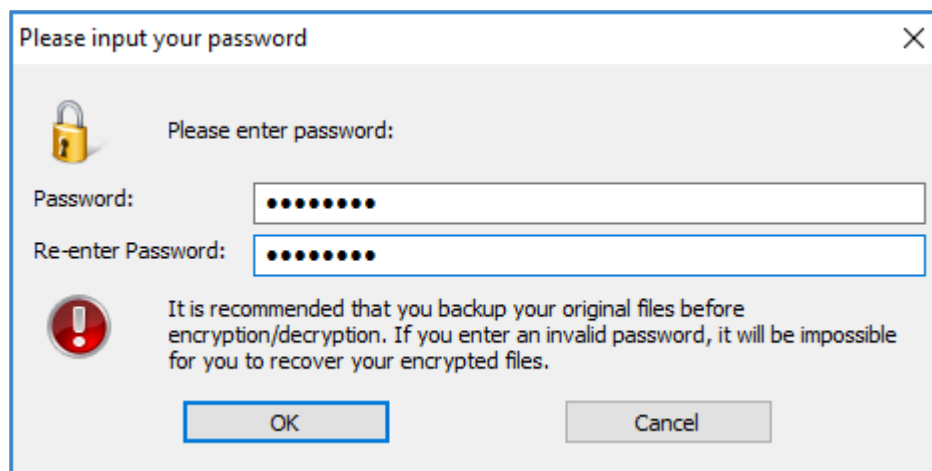 Please input your password
Please enter password:
Password: ●●●●●●●●
Re-enter Password: ●●●●●●●●
It is recommended that you backup your original files before
encryption/decryption. If you enter an invalid password, it will be impossible
for you to recover your encrypted files.
OK Cancel